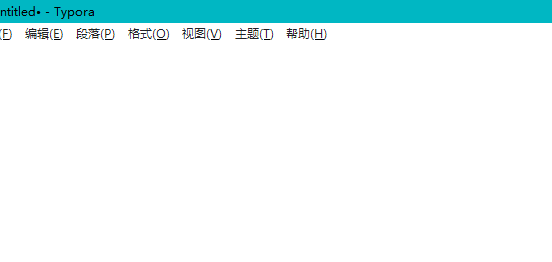 ntitled• - Typora
(F) 编辑(E) 段落(P) 格式(O) 视图(V) 主题(T) 帮助(H)